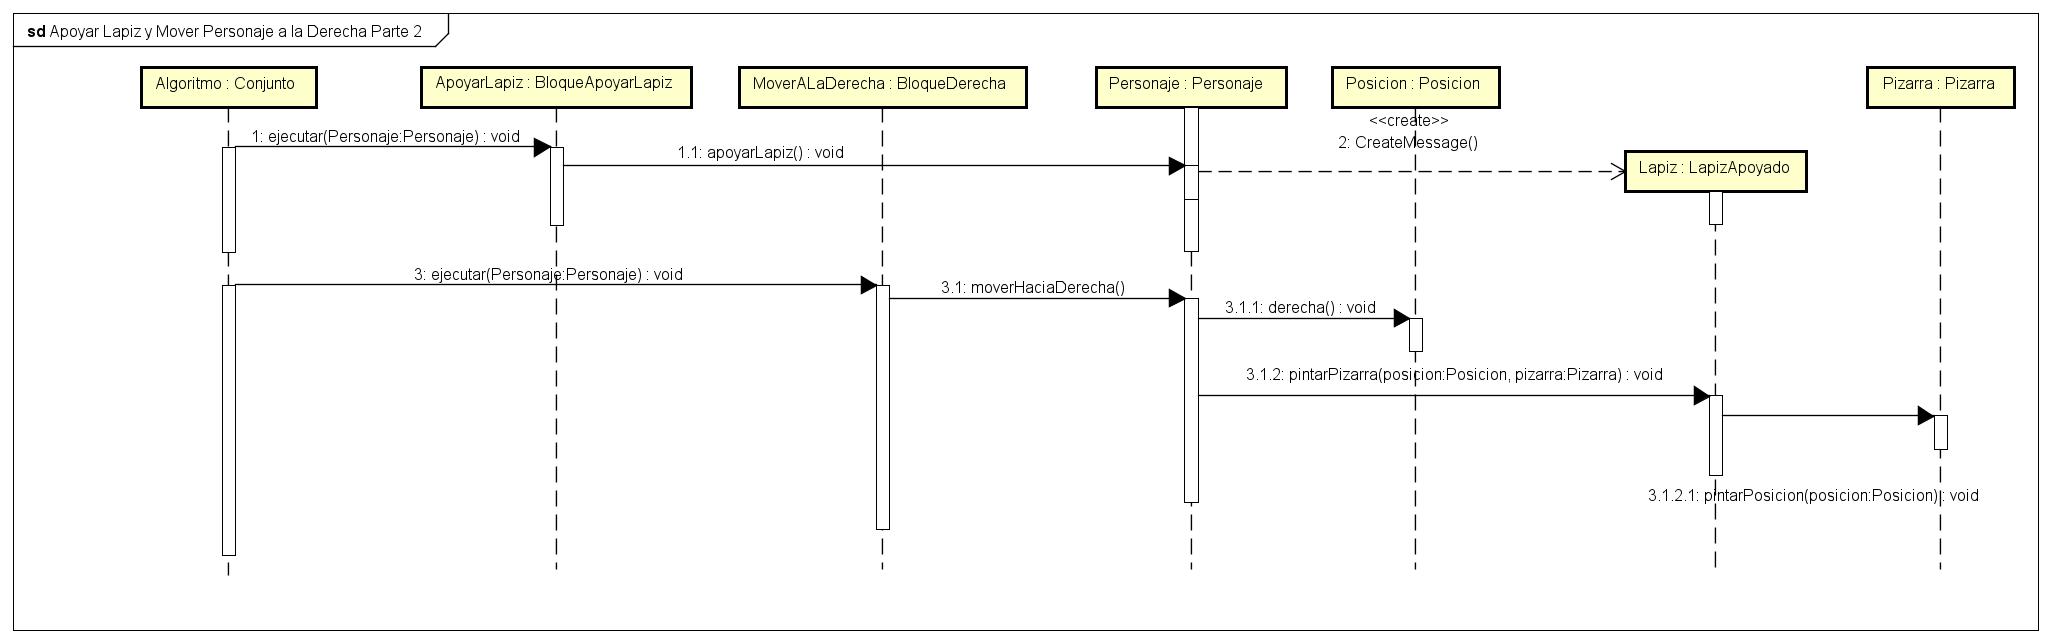 sd Apoyar Lapiz y Mover Personaje a la Derecha Parte 2
Algoritmo : Conjunto
ApoyarLapiz : BloqueApoyarLapiz
MoverALaDerecha : BloqueDerecha
Personaje : Personaje
Posicion : Posicion
Pizarra : Pizarra
<<create>>
1: ejecutar(Personaje:Personaje) : void
2: CreateMessage()
1.1: apoyarLapiz() : void
Lapiz : LapizApoyado
3: ejecutar(Personaje:Personaje) : void
3.1: moverHaciaDerecha()
3.1.1: derecha() : void
3.1.2: pintarPizarra(posicion:Posicion, pizarra:Pizarra) : void
3.1.2.1: pintarPosicion(posicion:Posicion) : void